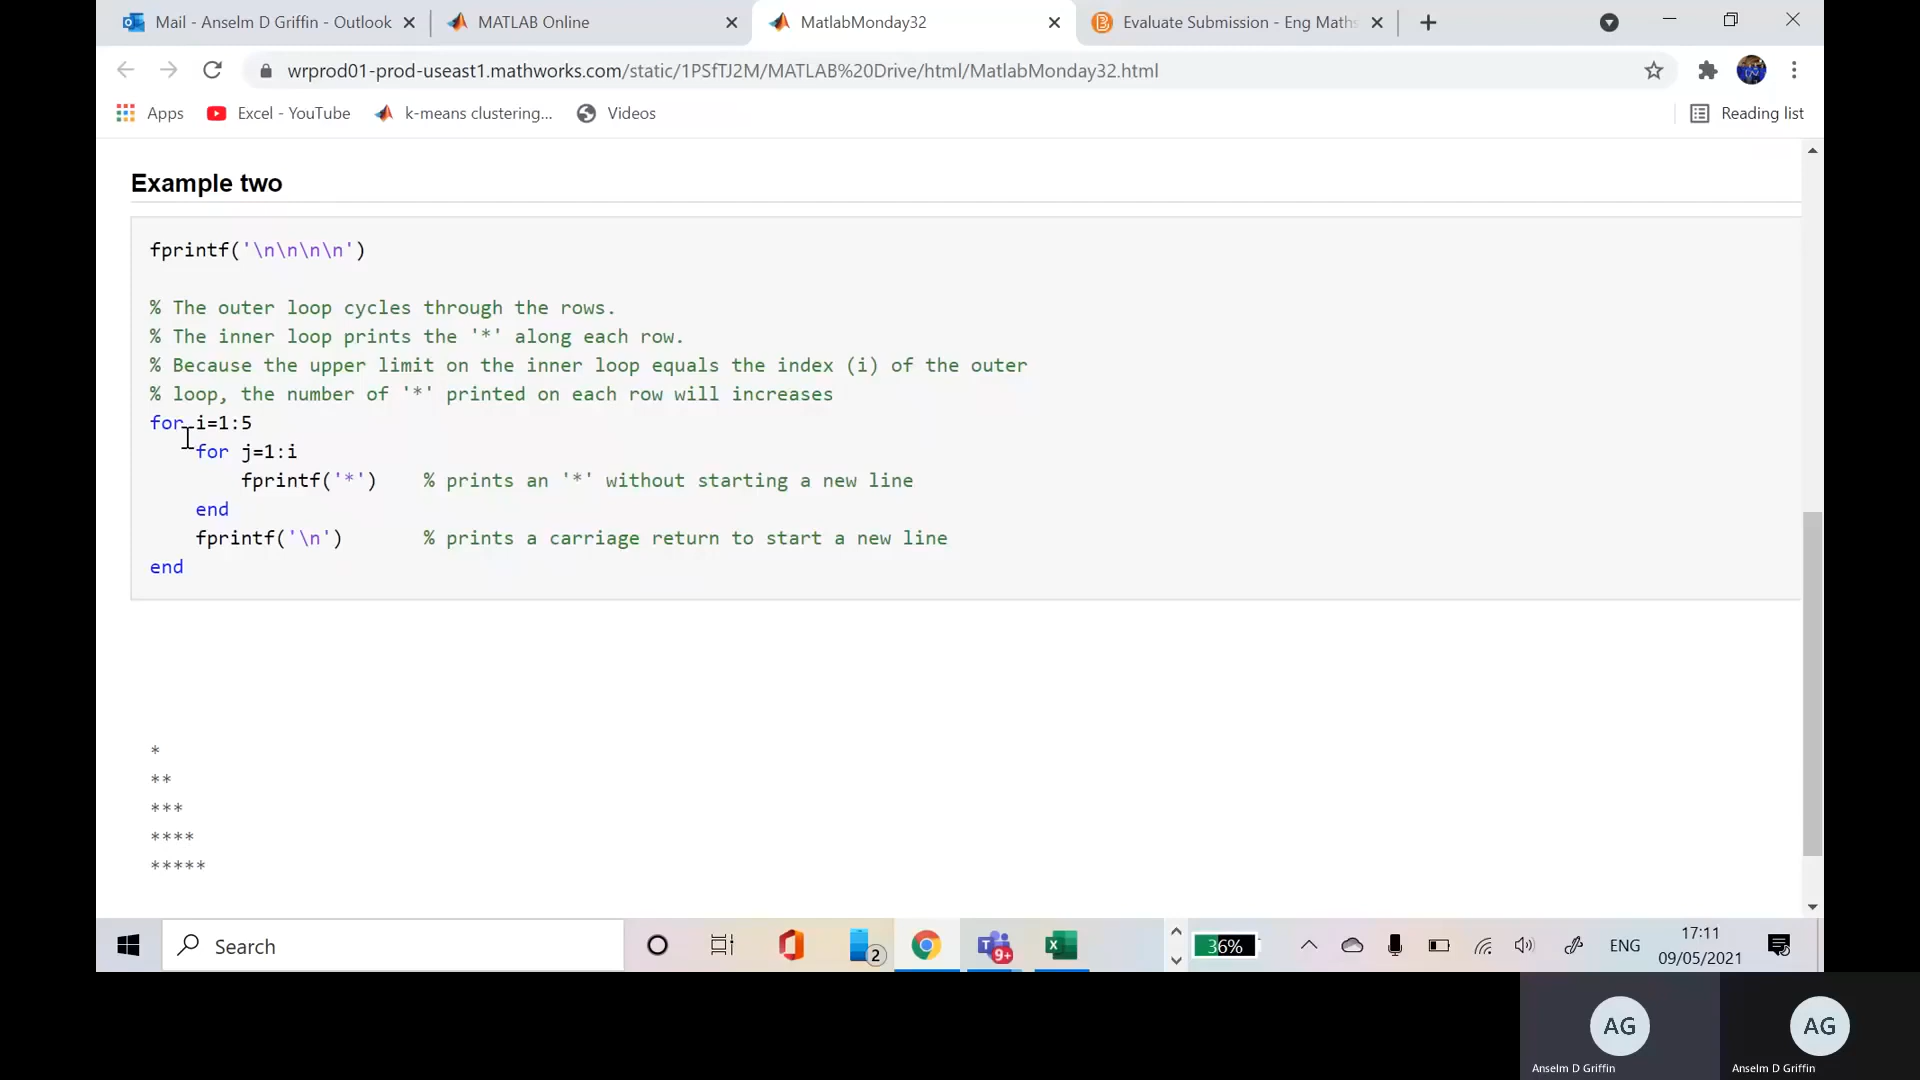 Mail - Anselm D Griffin - Outlook
MATLAB Online
MatlabMonday32
Evaluate Submission - Eng Maths
wrprod01-prod-useast1.mathworks.com/static/1PSfTJ2M/MATLAB%20Drive/html/MatlabMonday32.html
Apps
Excel - YouTube
k-means clustering...
Videos
Reading list
Example two
fprintf('\n\n\n\n')
% The outer loop cycles through the rows.
% The inner loop prints the '*' along each row.
% Because the upper limit on the inner loop equals the index (i) of the outer
% loop, the number of '*' printed on each row will increases
for i=1:5
for j=1:i
fprintf('*') % prints an '*' without starting a new line
end
fprintf('\n') % prints a carriage return to start a new line
end
*
**
***
****
*****
Search
2
9+
36%
ENG
17:11
09/05/2021
AG
Anselm D Griffin
AG
Anselm D Griffin